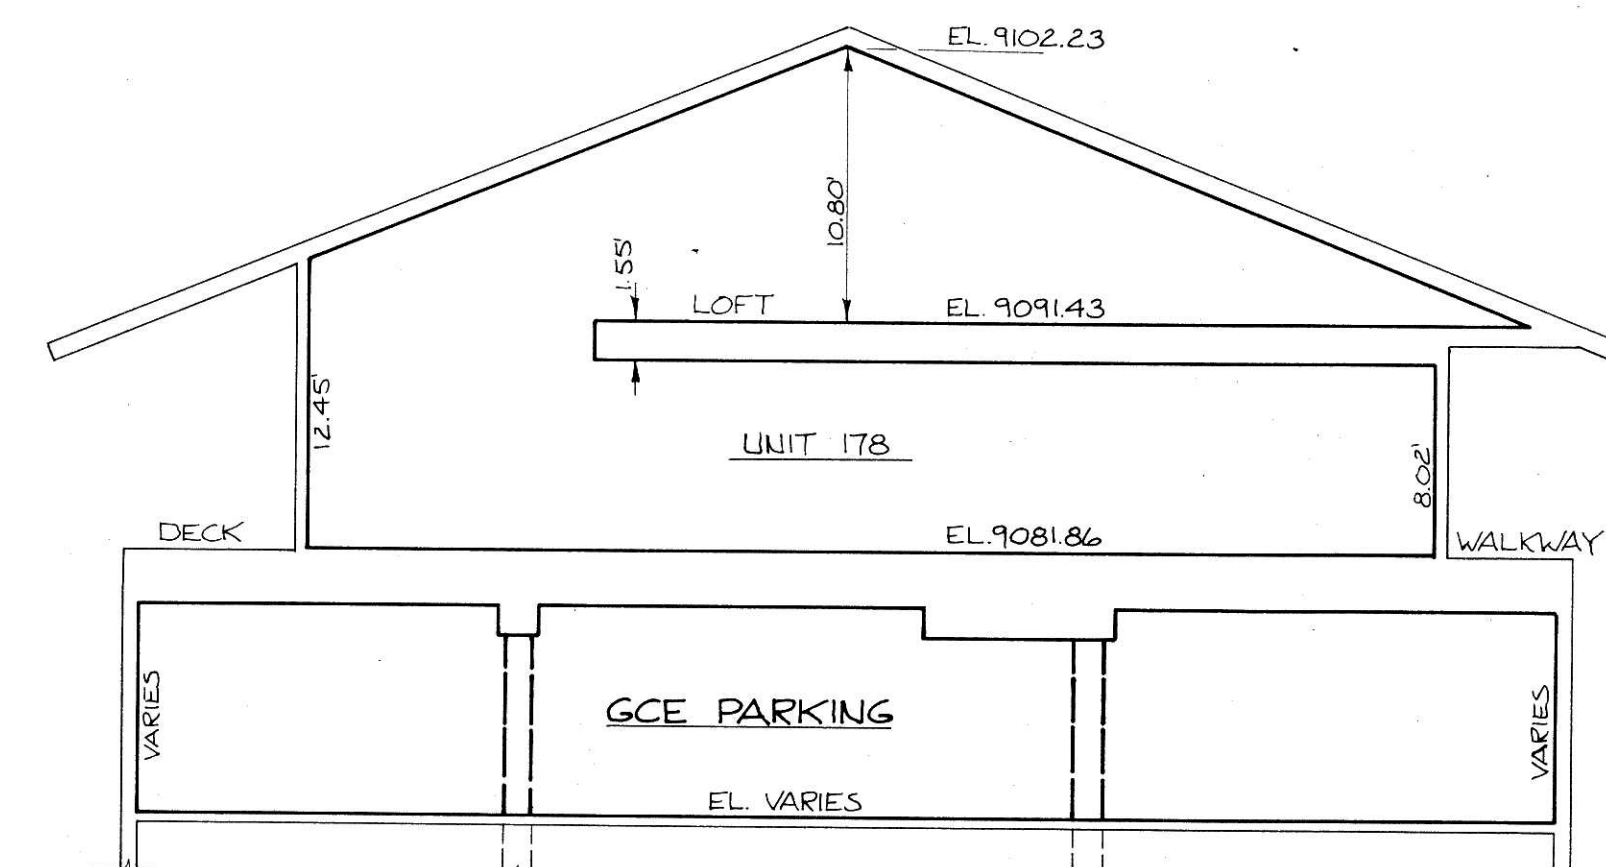 EL. 9102.23
10.80'
1.55'
LOFT
EL. 9091.43
12.45'
UNIT 178
8.02'
DECK
EL. 9081.86
WALKWAY
VARIES
GCE PARKING
VARIES
EL. VARIES